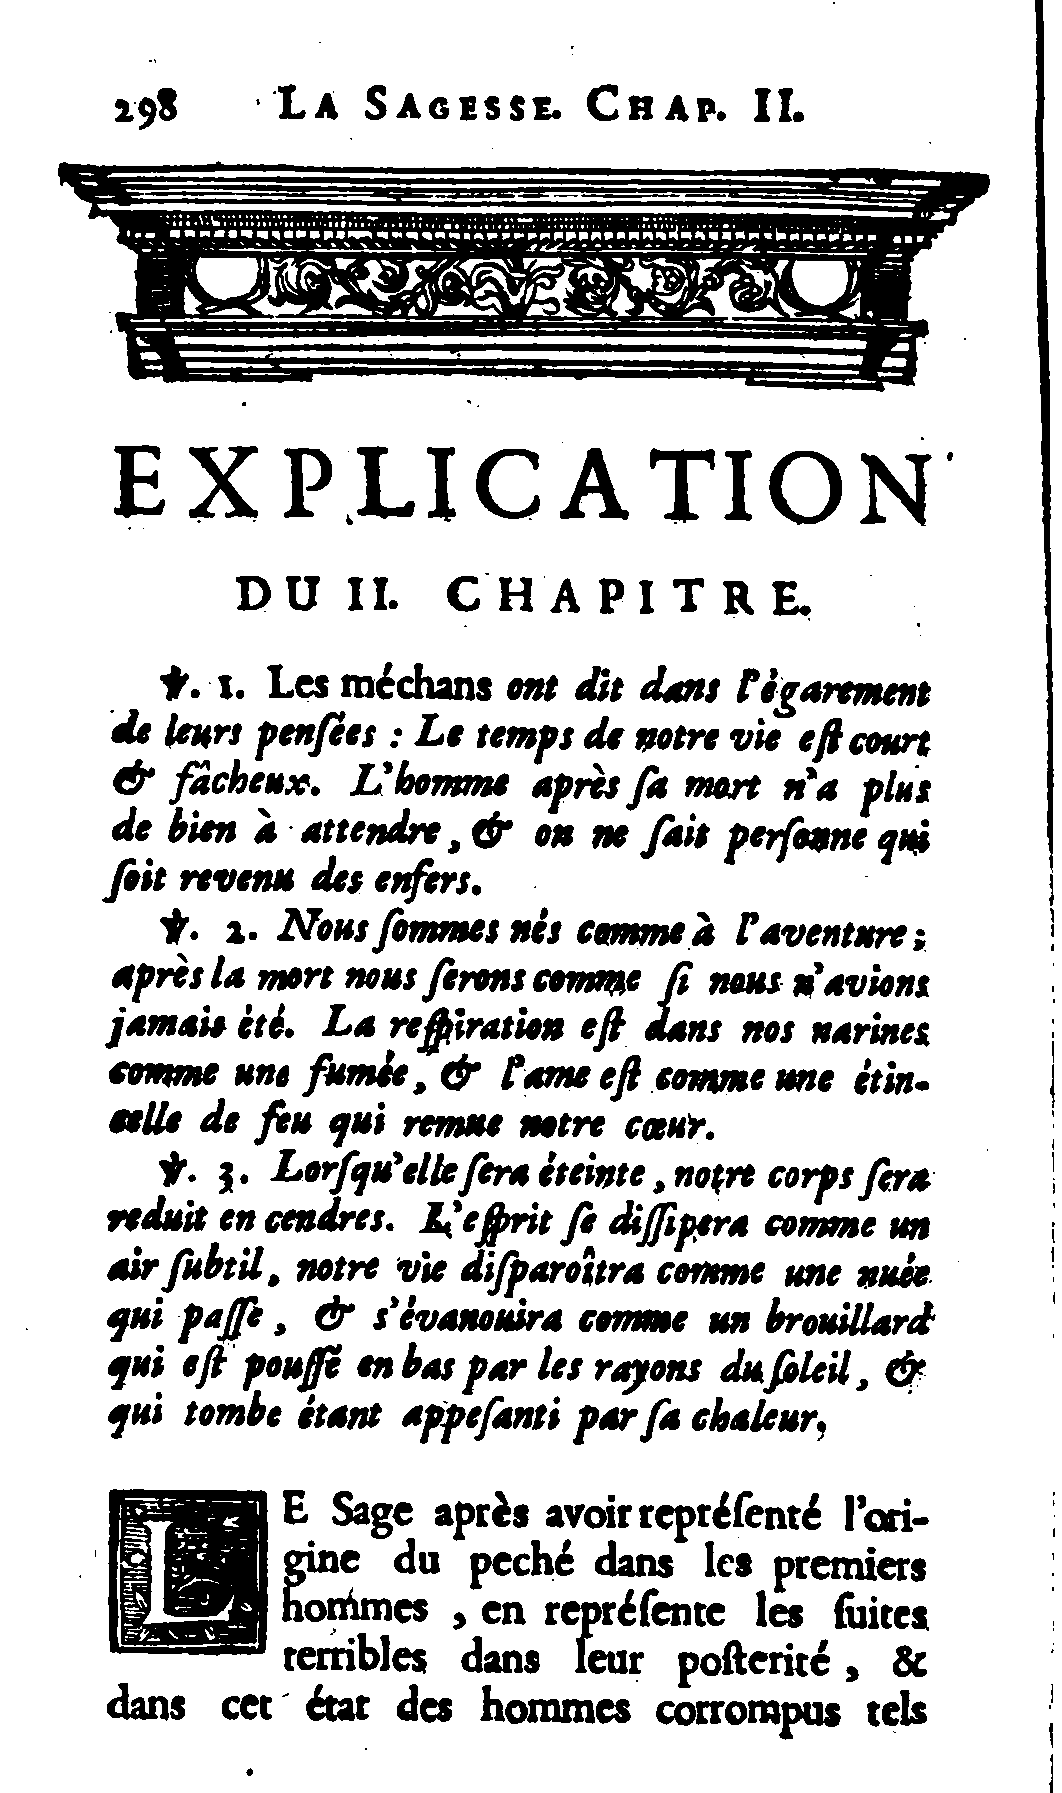 298 LA SAGESSE. CHAP. II.
EXPLICATION
DU II. CHAPITRE.
℣. 1. Les méchans ont dit dans l'ègarement
de leurs penſées : Le temps de notre vie eſt court
& fâcheux. L'homme après ſa mort n'a plus
de bien à attendre, & on ne ſait perſonne qui
ſoit revenu des enfers.
℣. 2. Nous ſommes nés comme à l'aventure ;
après la mort nous ſerons comme ſi nous n'avions
jamais été. La reſpiration eſt dans nos narines
comme une fumée, & l'ame eſt comme une étin-
celle de feu qui remue notre cœur.
℣. 3. Lorſqu'elle ſera éteinte, notre corps ſera
reduit en cendres. L'eſprit ſe diſſipera comme un
air ſubtil, notre vie diſparoîtra comme une nuée
qui paſſe, & s'évanouira comme un brouillard
qui eſt pouſſé en bas par les rayons du ſoleil, &
qui tombe étant appeſanti par ſa chaleur,
LE Sage après avoir repréſenté l'ori-
gine du peché dans les premiers
hommes, en repréſente les ſuites
terribles dans leur poſterité, &
dans cet état des hommes corrompus tels